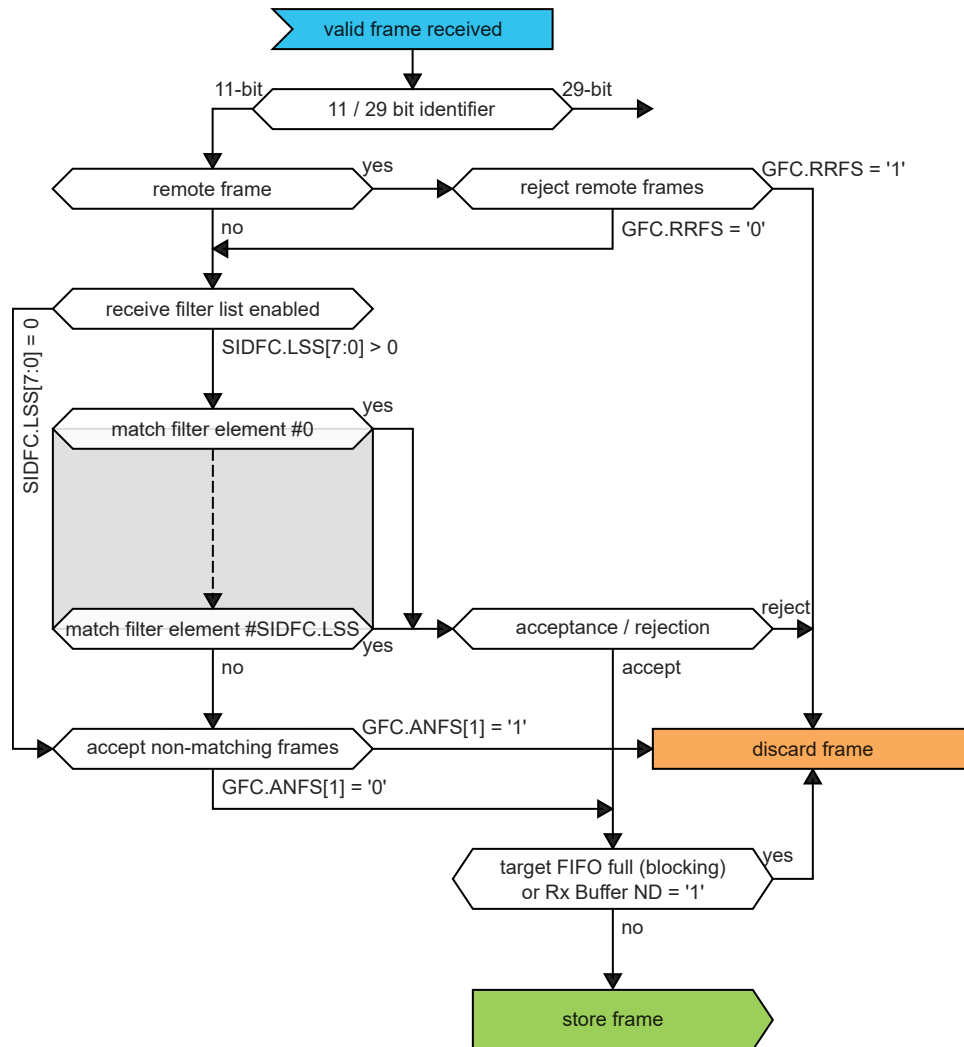 valid frame received
11-bit
29-bit
11 / 29 bit identifier
yes
GFC.RRFS = '1'
remote frame
reject remote frames
no
GFC.RRFS = '0'
receive filter list enabled
SIDFC.LSS[7:0] = 0
SIDFC.LSS[7:0] > 0
yes
match filter element #0
reject
match filter element #SIDFC.LSS
acceptance / rejection
yes
no
accept
GFC.ANFS[1] = '1'
accept non-matching frames
discard frame
GFC.ANFS[1] = '0'
target FIFO full (blocking)
or Rx Buffer ND = '1'
yes
no
store frame